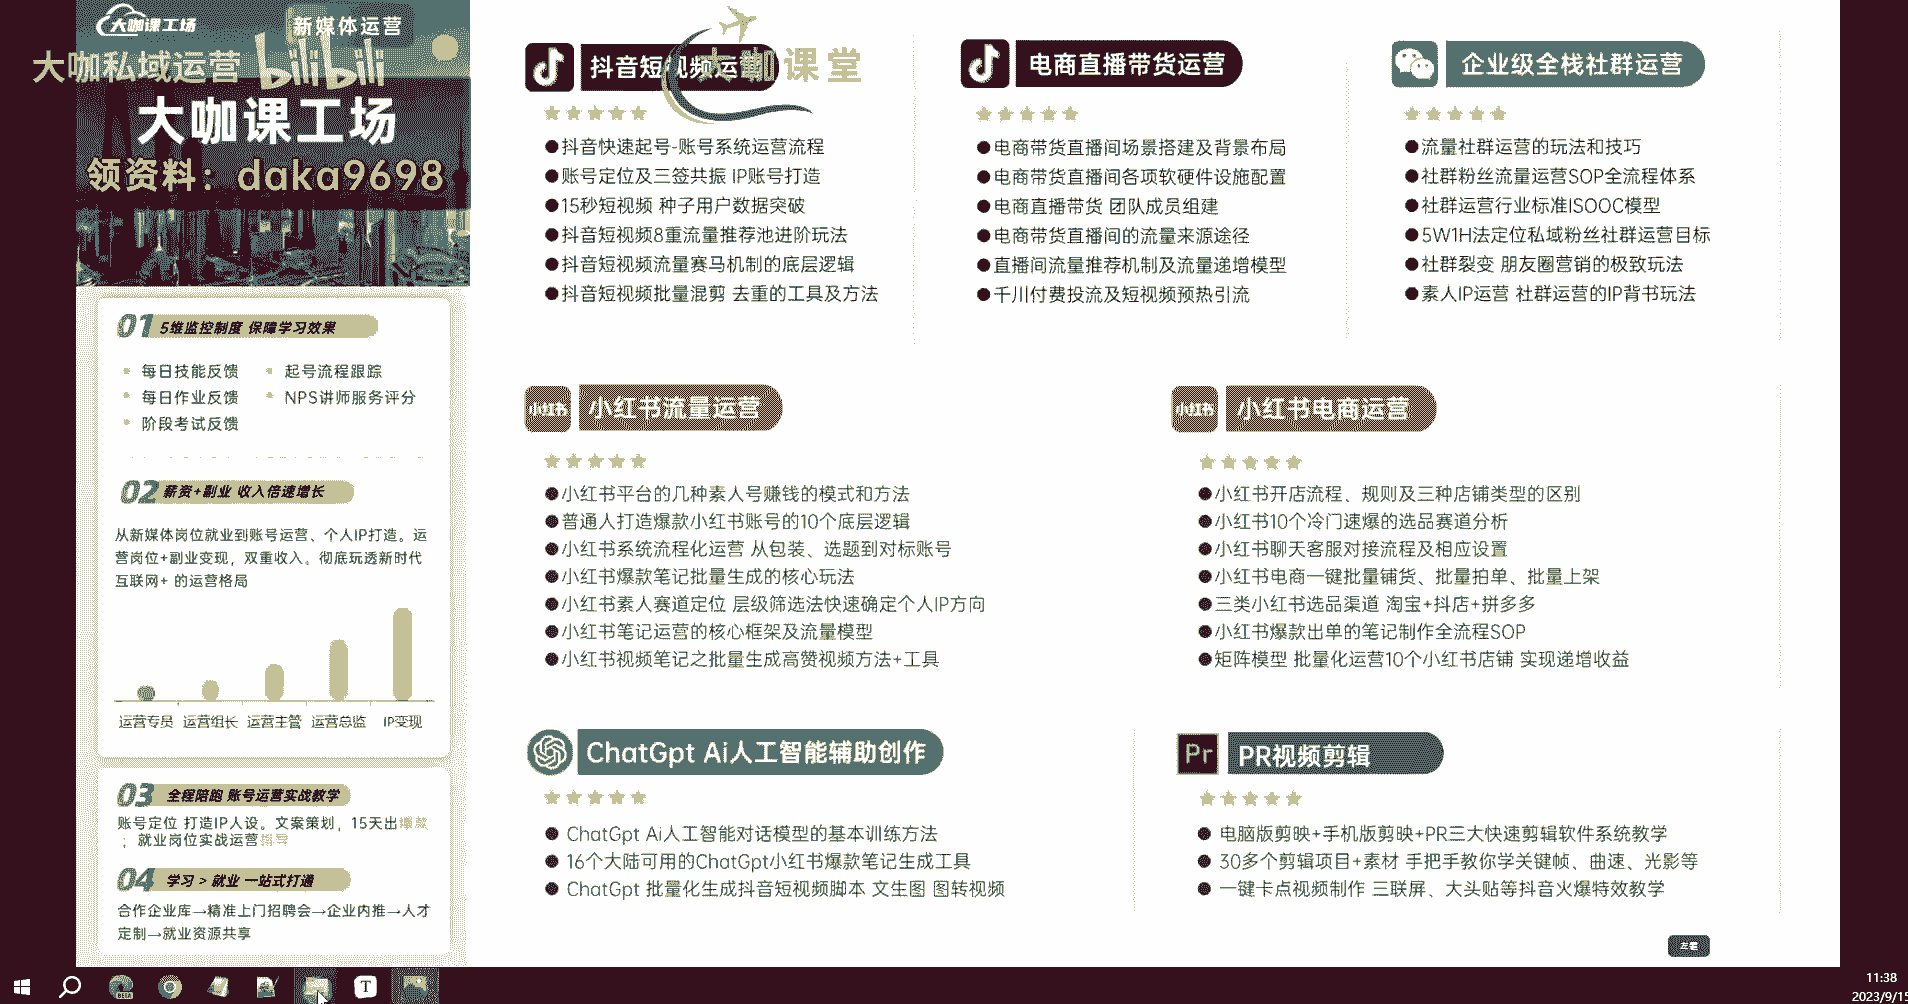 大咖课工场
新媒体运营
大咖私域运营
bilibili
大咖课工场
领资料：daka9698
01 5维监控制度 保障学习效果
每日技能反馈
起号流程跟踪
每日作业反馈
NPS讲师服务评分
阶段考试反馈
02 薪资+副业 收入倍速增长
从新媒体岗位就业到账号运营、个人IP打造。运
营岗位+副业变现，双重收入。彻底玩透新时代
互联网+ 的运营格局
运营专员 运营组长 运营主管 运营总监 IP变现
03 全程陪跑 账号运营实战教学
账号定位 打造IP人设。文案策划，15天出爆款
；就业岗位实战运营指导
04 学习 > 就业 一站式打通
合作企业库→精准上门招聘会→企业内推→人才
定制→就业资源共享
抖音短视频运营
大咖课堂
●抖音快速起号-账号系统运营流程
●账号定位及三签共振 IP账号打造
●15秒短视频 种子用户数据突破
●抖音短视频8重流量推荐池进阶玩法
●抖音短视频流量赛马机制的底层逻辑
●抖音短视频批量混剪 去重的工具及方法
电商直播带货运营
●电商带货直播间场景搭建及背景布局
●电商带货直播间各项软硬件设施配置
●电商直播带货 团队成员组建
●电商带货直播间的流量来源途径
●直播间流量推荐机制及流量递增模型
●千川付费投流及短视频预热引流
企业级全栈社群运营
●流量社群运营的玩法和技巧
●社群粉丝流量运营SOP全流程体系
●社群运营行业标准ISOOC模型
●5W1H法定位私域粉丝社群运营目标
●社群裂变 朋友圈营销的极致玩法
●素人IP运营 社群运营的IP背书玩法
小红书
小红书流量运营
●小红书平台的几种素人号赚钱的模式和方法
●普通人打造爆款小红书账号的10个底层逻辑
●小红书系统流程化运营 从包装、选题到对标账号
●小红书爆款笔记批量生成的核心玩法
●小红书素人赛道定位 层级筛选法快速确定个人IP方向
●小红书笔记运营的核心框架及流量模型
●小红书视频笔记之批量生成高赞视频方法+工具
小红书
小红书电商运营
●小红书开店流程、规则及三种店铺类型的区别
●小红书10个冷门速爆的选品赛道分析
●小红书聊天客服对接流程及相应设置
●小红书电商一键批量铺货、批量拍单、批量上架
●三类小红书选品渠道 淘宝+抖店+拼多多
●小红书爆款出单的笔记制作全流程SOP
●矩阵模型 批量化运营10个小红书店铺 实现递增收益
ChatGpt Ai人工智能辅助创作
● ChatGpt Ai人工智能对话模型的基本训练方法
● 16个大陆可用的ChatGpt小红书爆款笔记生成工具
● ChatGpt 批量化生成抖音短视频脚本 文生图 图转视频
Pr
PR视频剪辑
● 电脑版剪映+手机版剪映+PR三大快速剪辑软件系统教学
● 30多个剪辑项目+素材 手把手教你学关键帧、曲速、光影等
● 一键卡点视频制作 三联屏、大头贴等抖音火爆特效教学
BETA
T
11:38
2023/9/15